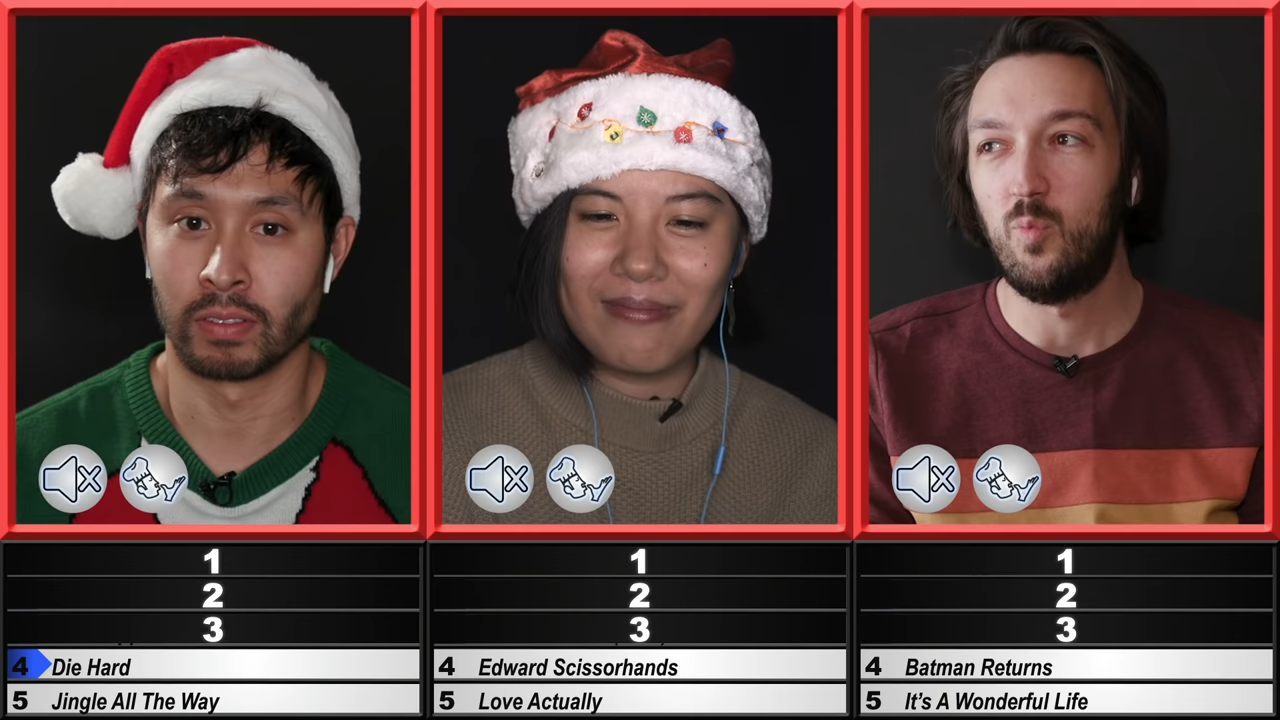 1
2
3
4 Die Hard
5 Jingle All The Way
1
2
3
4 Edward Scissorhands
5 Love Actually
1
2
3
4 Batman Returns
5 It's A Wonderful Life